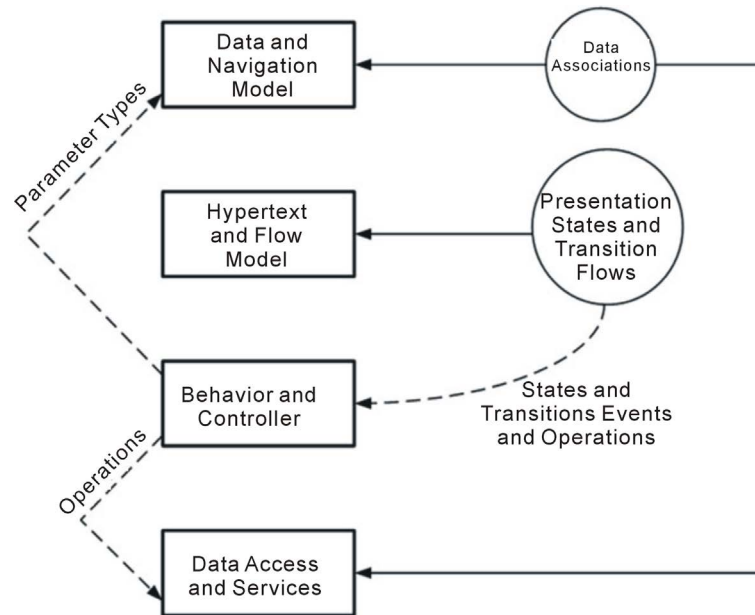 Data and
Navigation
Model
Data
Associations
Parameter Types
Hypertext
and Flow
Model
Presentation
States and
Transition
Flows
Behavior and
Controller
States and
Transitions Events
and Operations
Operations
Data Access
and Services